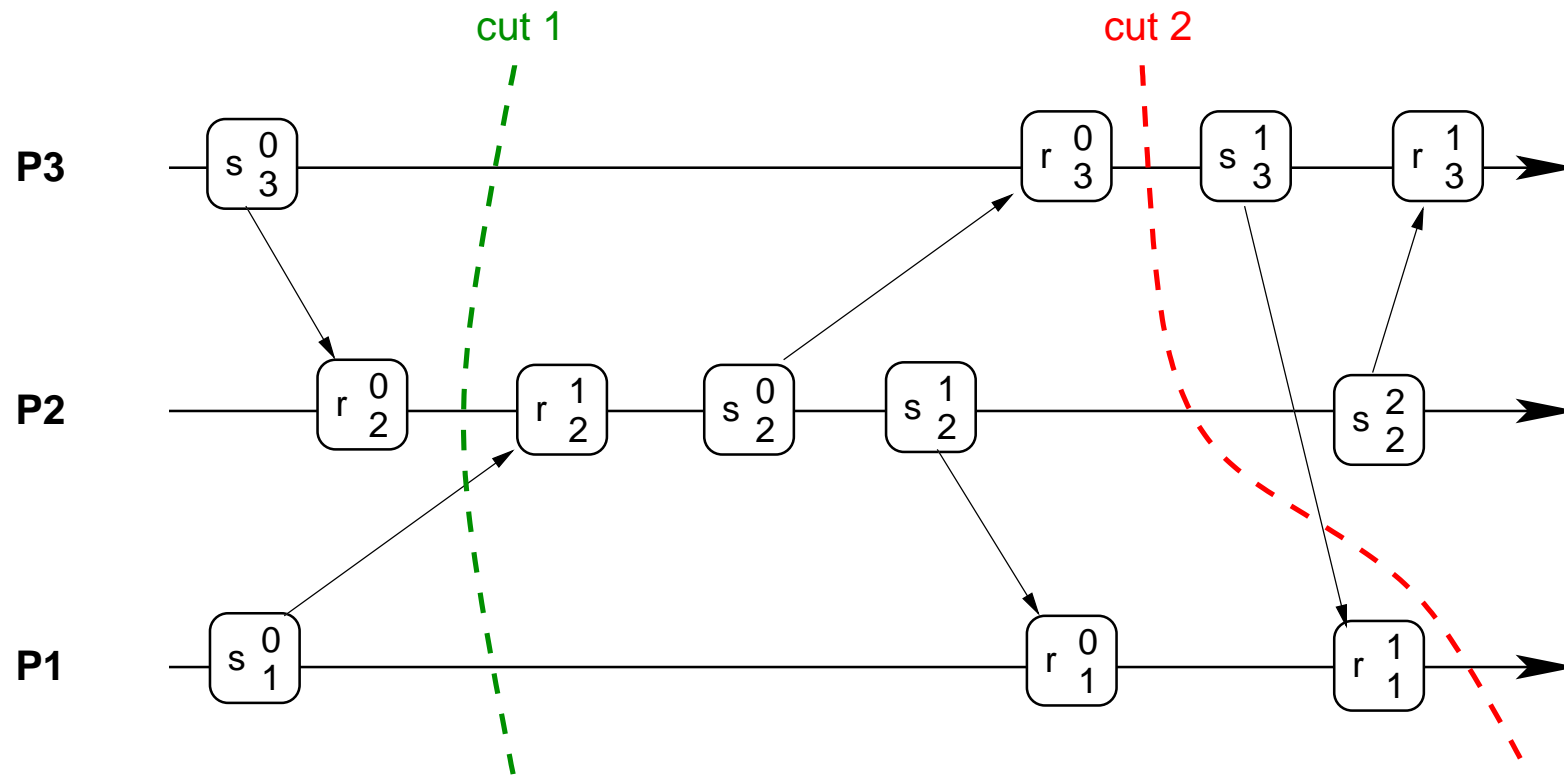 cut 1 cut 2
P3 s 0 3 r 0 3 s 1 3 r 1 3
P2 r 0 2 r 1 2 s 0 2 s 1 2 s 2 2
P1 s 0 1 r 0 1 r 1 1